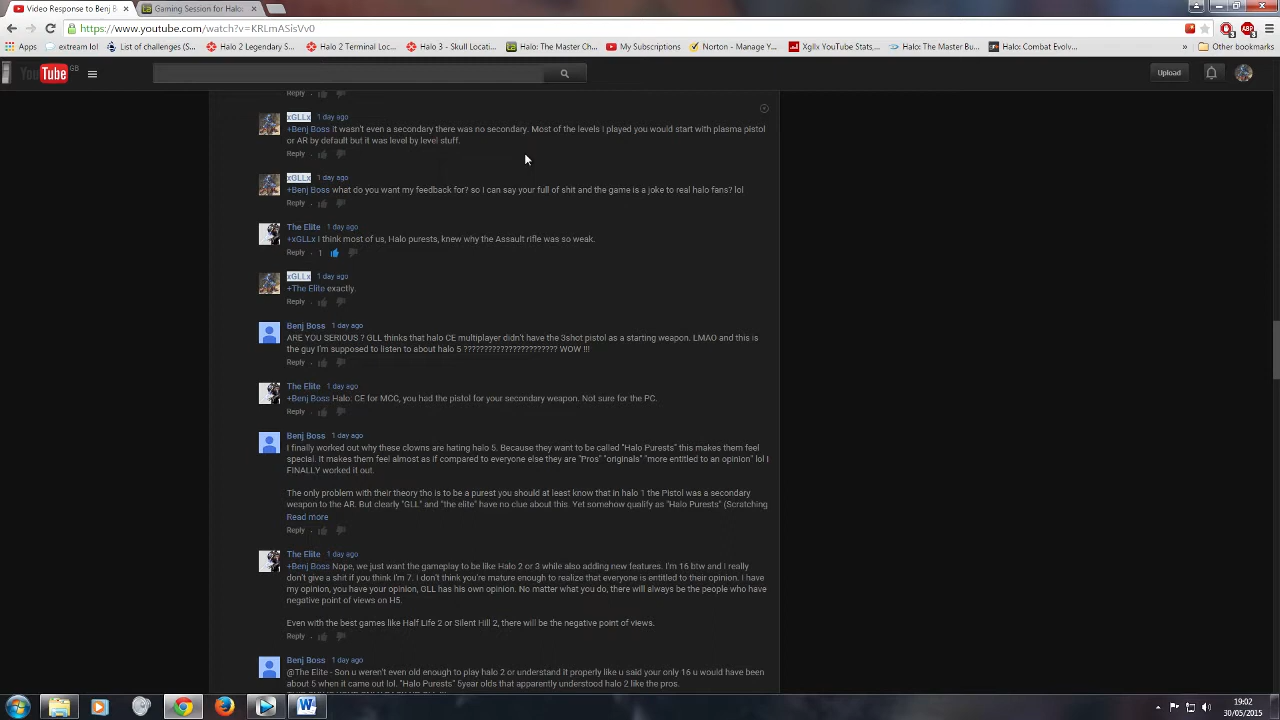 Video Response to Benj B
Gaming Session for Halo:
https://www.youtube.com/watch?v=KRLmASisVv0
Apps
extream lol
List of challenges (S...
Halo 2 Legendary S...
Halo 2 Terminal Loc...
Halo 3 - Skull Locati...
Halo: The Master Ch...
My Subscriptions
Norton - Manage Y...
Xgllx YouTube Stats,...
Halo: The Master Bu...
Halo: Combat Evolv...
Other bookmarks
YouTube GB
Upload
Reply
xGLLx 1 day ago
+Benj Boss It wasn't even a secondary there was no secondary. Most of the levels I played you would start with plasma pistol
or AR by default but it was level by level stuff.
Reply
xGLLx 1 day ago
+Benj Boss what do you want my feedback for? so I can say your full of shit and the game is a joke to real halo fans? lol
Reply
The Elite 1 day ago
+xGLLx I think most of us, Halo purests, knew why the Assault rifle was so weak.
Reply 1
xGLLx 1 day ago
+The Elite exactly.
Reply
Benj Boss 1 day ago
ARE YOU SERIOUS ? GLL thinks that halo CE multiplayer didn't have the 3shot pistol as a starting weapon. LMAO and this is
the guy I'm supposed to listen to about halo 5 ?????????????????????? WOW !!!
Reply
The Elite 1 day ago
+Benj Boss Halo: CE for MCC, you had the pistol for your secondary weapon. Not sure for the PC.
Reply
Benj Boss 1 day ago
I finally worked out why these clowns are hating halo 5. Because they want to be called "Halo Purests" this makes them feel
special. It makes them feel almost as if compared to everyone else they are "Pros" "originals" "more entitled to an opinion" lol I
FINALLY worked it out.
The only problem with their theory tho is to be a purest you should at least know that in halo 1 the Pistol was a secondary
weapon to the AR. But clearly "GLL" and "the elite" have no clue about this. Yet somehow qualify as "Halo Purests" (Scratching
Read more
Reply
The Elite 1 day ago
+Benj Boss Nope, we just want the gameplay to be like Halo 2 or 3 while also adding new features. I'm 16 btw and I really
don't give a shit if you think I'm 7. I don't think you're mature enough to realize that everyone is entitled to their opinion. I have
my opinion, you have your opinion, GLL has his own opinion. No matter what you do, there will always be the people who have
negative point of views on H5.
Even with the best games like Half Life 2 or Silent Hill 2, there will be the negative point of views.
Reply
Benj Boss 1 day ago
@The Elite - Son u weren't even old enough to play halo 2 or understand it properly like u said your only 16 u would have been
about 5 when it came out lol. "Halo Purests" 5year olds that apparently understood halo 2 like the pros.
19:02
30/05/2015